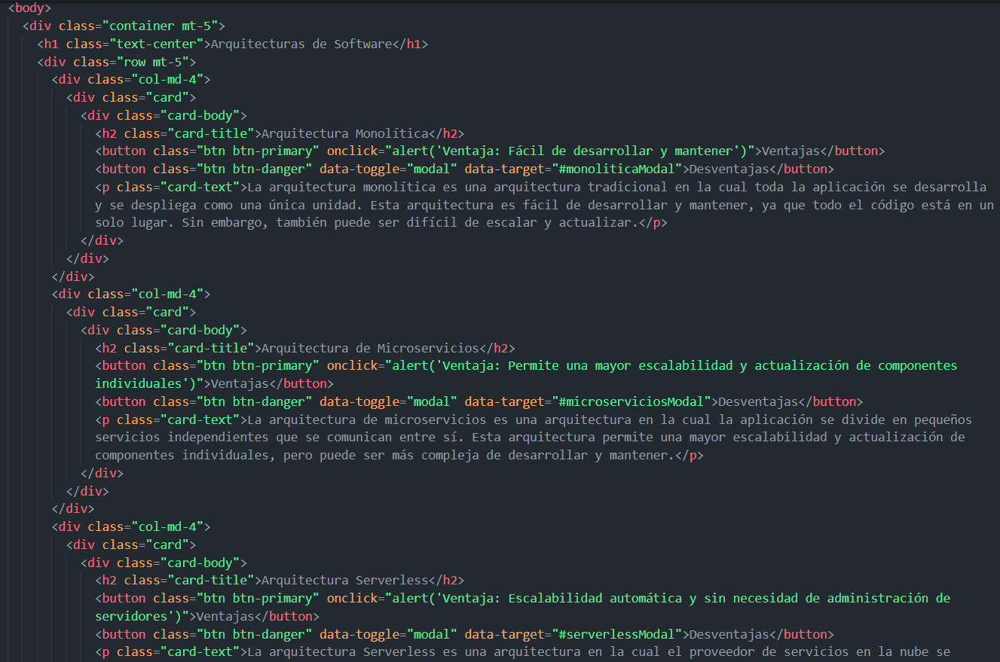 <body>
<div class="container mt-5">
<h1 class="text-center">Arquitecturas de Software</h1>
<div class="row mt-5">
<div class="col-md-4">
<div class="card">
<div class="card-body">
<h2 class="card-title">Arquitectura Monolítica</h2>
<button class="btn btn-primary" onclick="alert('Ventaja: Fácil de desarrollar y mantener')">Ventajas</button>
<button class="btn btn-danger" data-toggle="modal" data-target="#monoliticaModal">Desventajas</button>
<p class="card-text">La arquitectura monolítica es una arquitectura tradicional en la cual toda la aplicación se desarrolla
y se despliega como una única unidad. Esta arquitectura es fácil de desarrollar y mantener, ya que todo el código está en un
solo lugar. Sin embargo, también puede ser difícil de escalar y actualizar.</p>
</div>
</div>
</div>
<div class="col-md-4">
<div class="card">
<div class="card-body">
<h2 class="card-title">Arquitectura de Microservicios</h2>
<button class="btn btn-primary" onclick="alert('Ventaja: Permite una mayor escalabilidad y actualización de componentes
individuales')">Ventajas</button>
<button class="btn btn-danger" data-toggle="modal" data-target="#microserviciosModal">Desventajas</button>
<p class="card-text">La arquitectura de microservicios es una arquitectura en la cual la aplicación se divide en pequeños
servicios independientes que se comunican entre sí. Esta arquitectura permite una mayor escalabilidad y actualización de
componentes individuales, pero puede ser más compleja de desarrollar y mantener.</p>
</div>
</div>
</div>
<div class="col-md-4">
<div class="card">
<div class="card-body">
<h2 class="card-title">Arquitectura Serverless</h2>
<button class="btn btn-primary" onclick="alert('Ventaja: Escalabilidad automática y sin necesidad de administración de
servidores')">Ventajas</button>
<button class="btn btn-danger" data-toggle="modal" data-target="#serverlessModal">Desventajas</button>
<p class="card-text">La arquitectura Serverless es una arquitectura en la cual el proveedor de servicios en la nube se